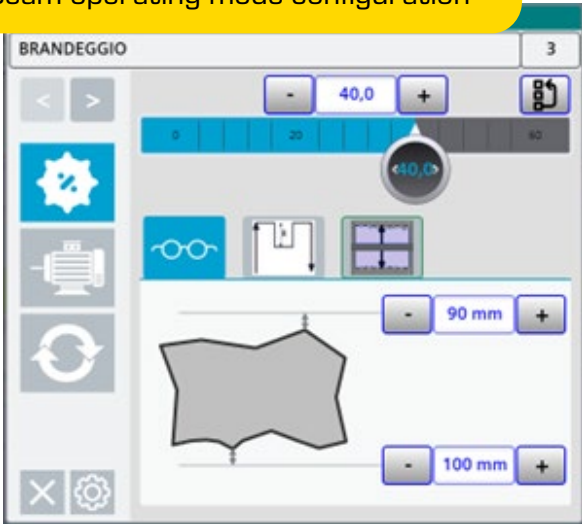 beam operating mode configuration
BRANDEGGIO
3
< >
- 40,0 +
0 20 60
40,0
%
- 90 mm +
- 100 mm +